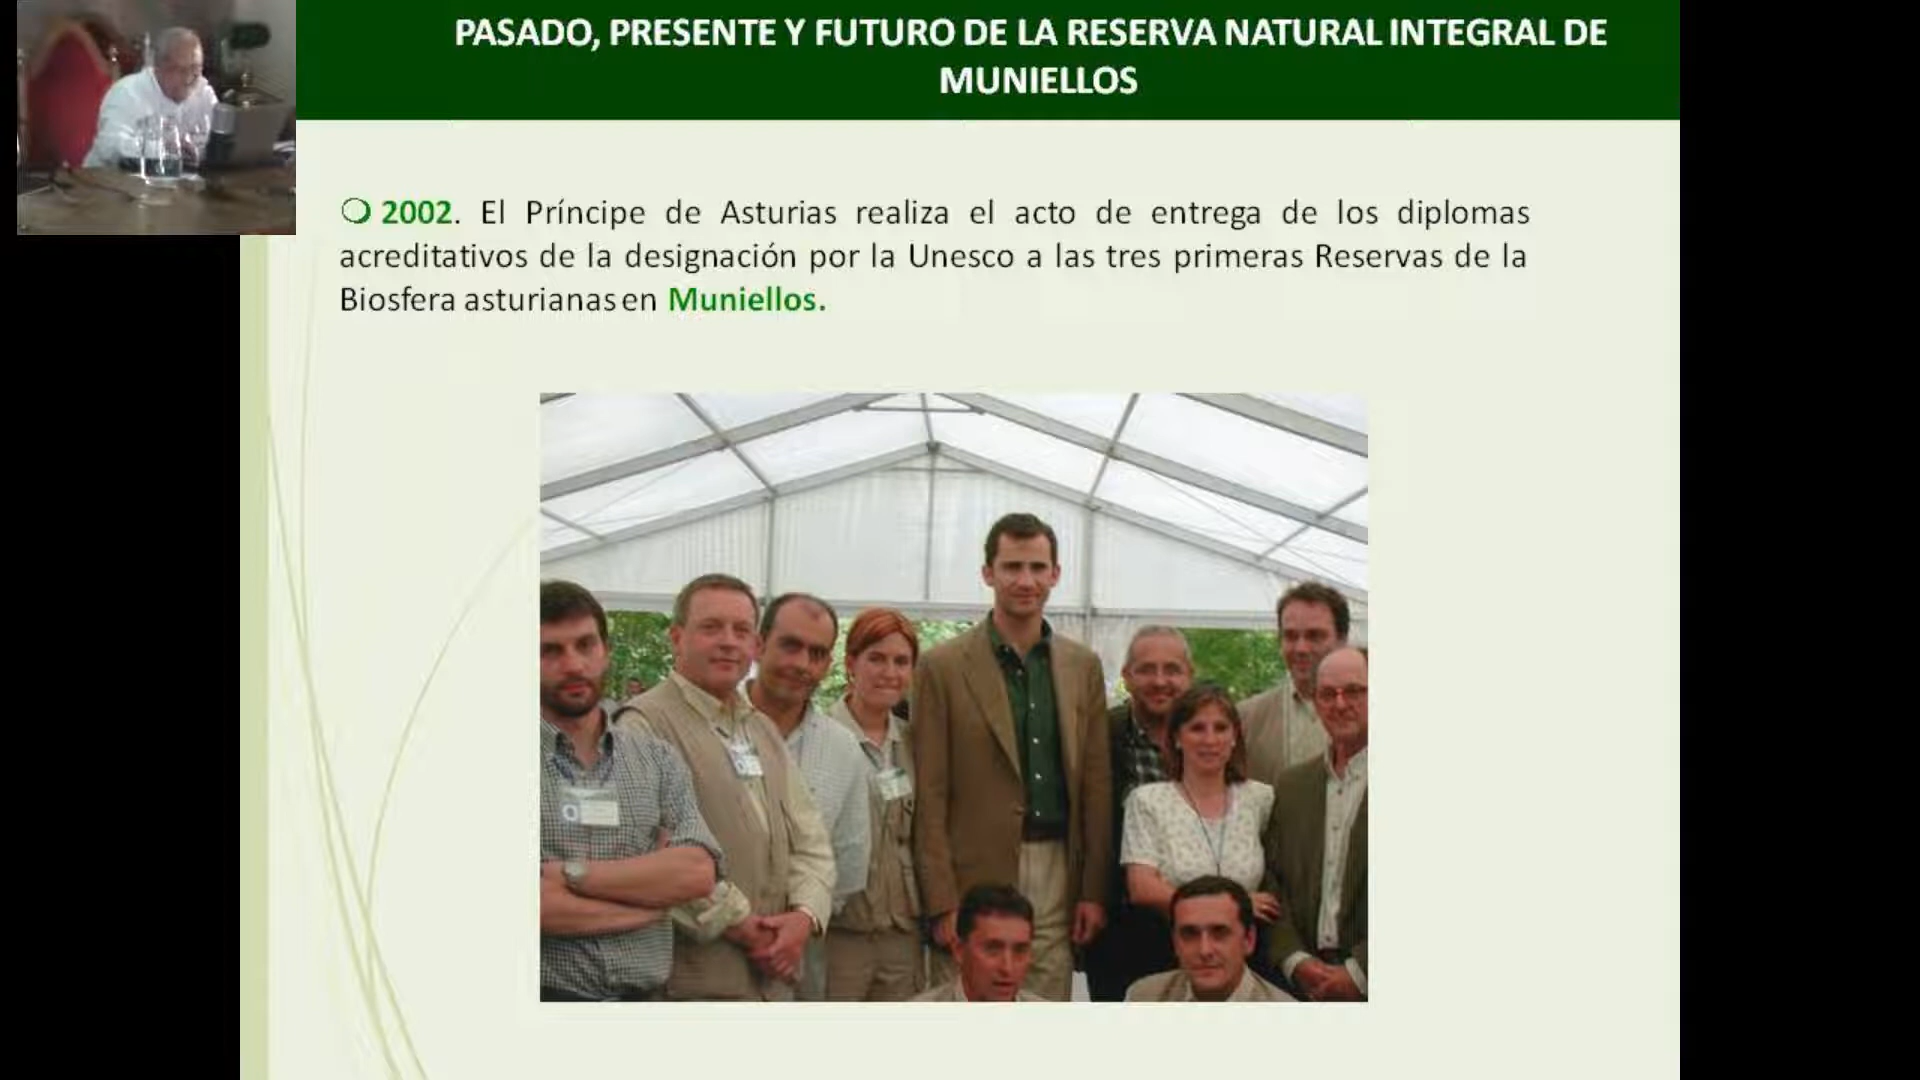 PASADO, PRESENTE Y FUTURO DE LA RESERVA NATURAL INTEGRAL DE
MUNIELLOS
2002. El Príncipe de Asturias realiza el acto de entrega de los diplomas
acreditativos de la designación por la Unesco a las tres primeras Reservas de la
Biosfera asturianas en Muniellos.